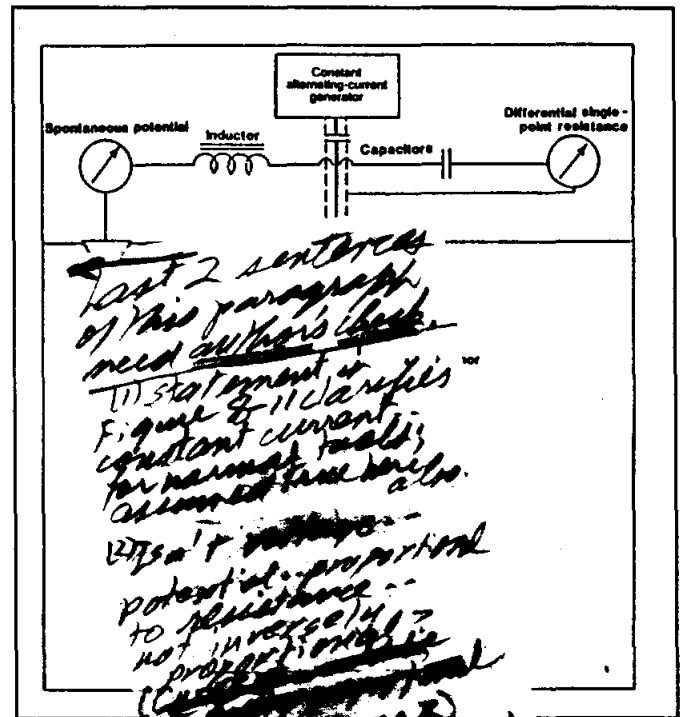 Constant
alternating-current
generator
Spontaneous potential
Inductor
Capacitors
Differential single-
point resistance
Last 2 sentences
of this paragraph
need author's check.
(1) statement in
Figure 2-11 clarifies
constant current..
for normal tools;
assumed true here
also.
(2) Isn't
potential..proportional
to resistance..
not inversely
proportional?